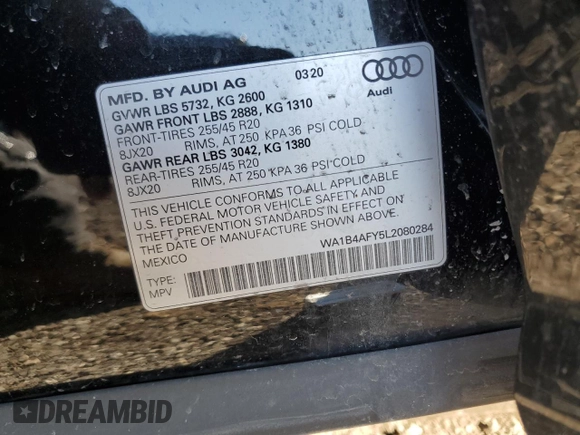 MFD. BY AUDI AG 0320
GVWR LBS 5732, KG 2600
GAWR FRONT LBS 2888, KG 1310
FRONT-TIRES 255/45 R20
8JX20 RIMS, AT 250 KPA 36 PSI COLD
GAWR REAR LBS 3042, KG 1380
REAR-TIRES 255/45 R20
8JX20 RIMS, AT 250 KPA 36 PSI COLD
THIS VEHICLE CONFORMS TO ALL APPLICABLE
U.S. FEDERAL MOTOR VEHICLE SAFETY AND
THEFT PREVENTION STANDARDS IN EFFECT ON
THE DATE OF MANUFACTURE SHOWN ABOVE.
MEXICO
WA1B4AFY5L2080284
TYPE:
MPV
Audi
DREAMBID